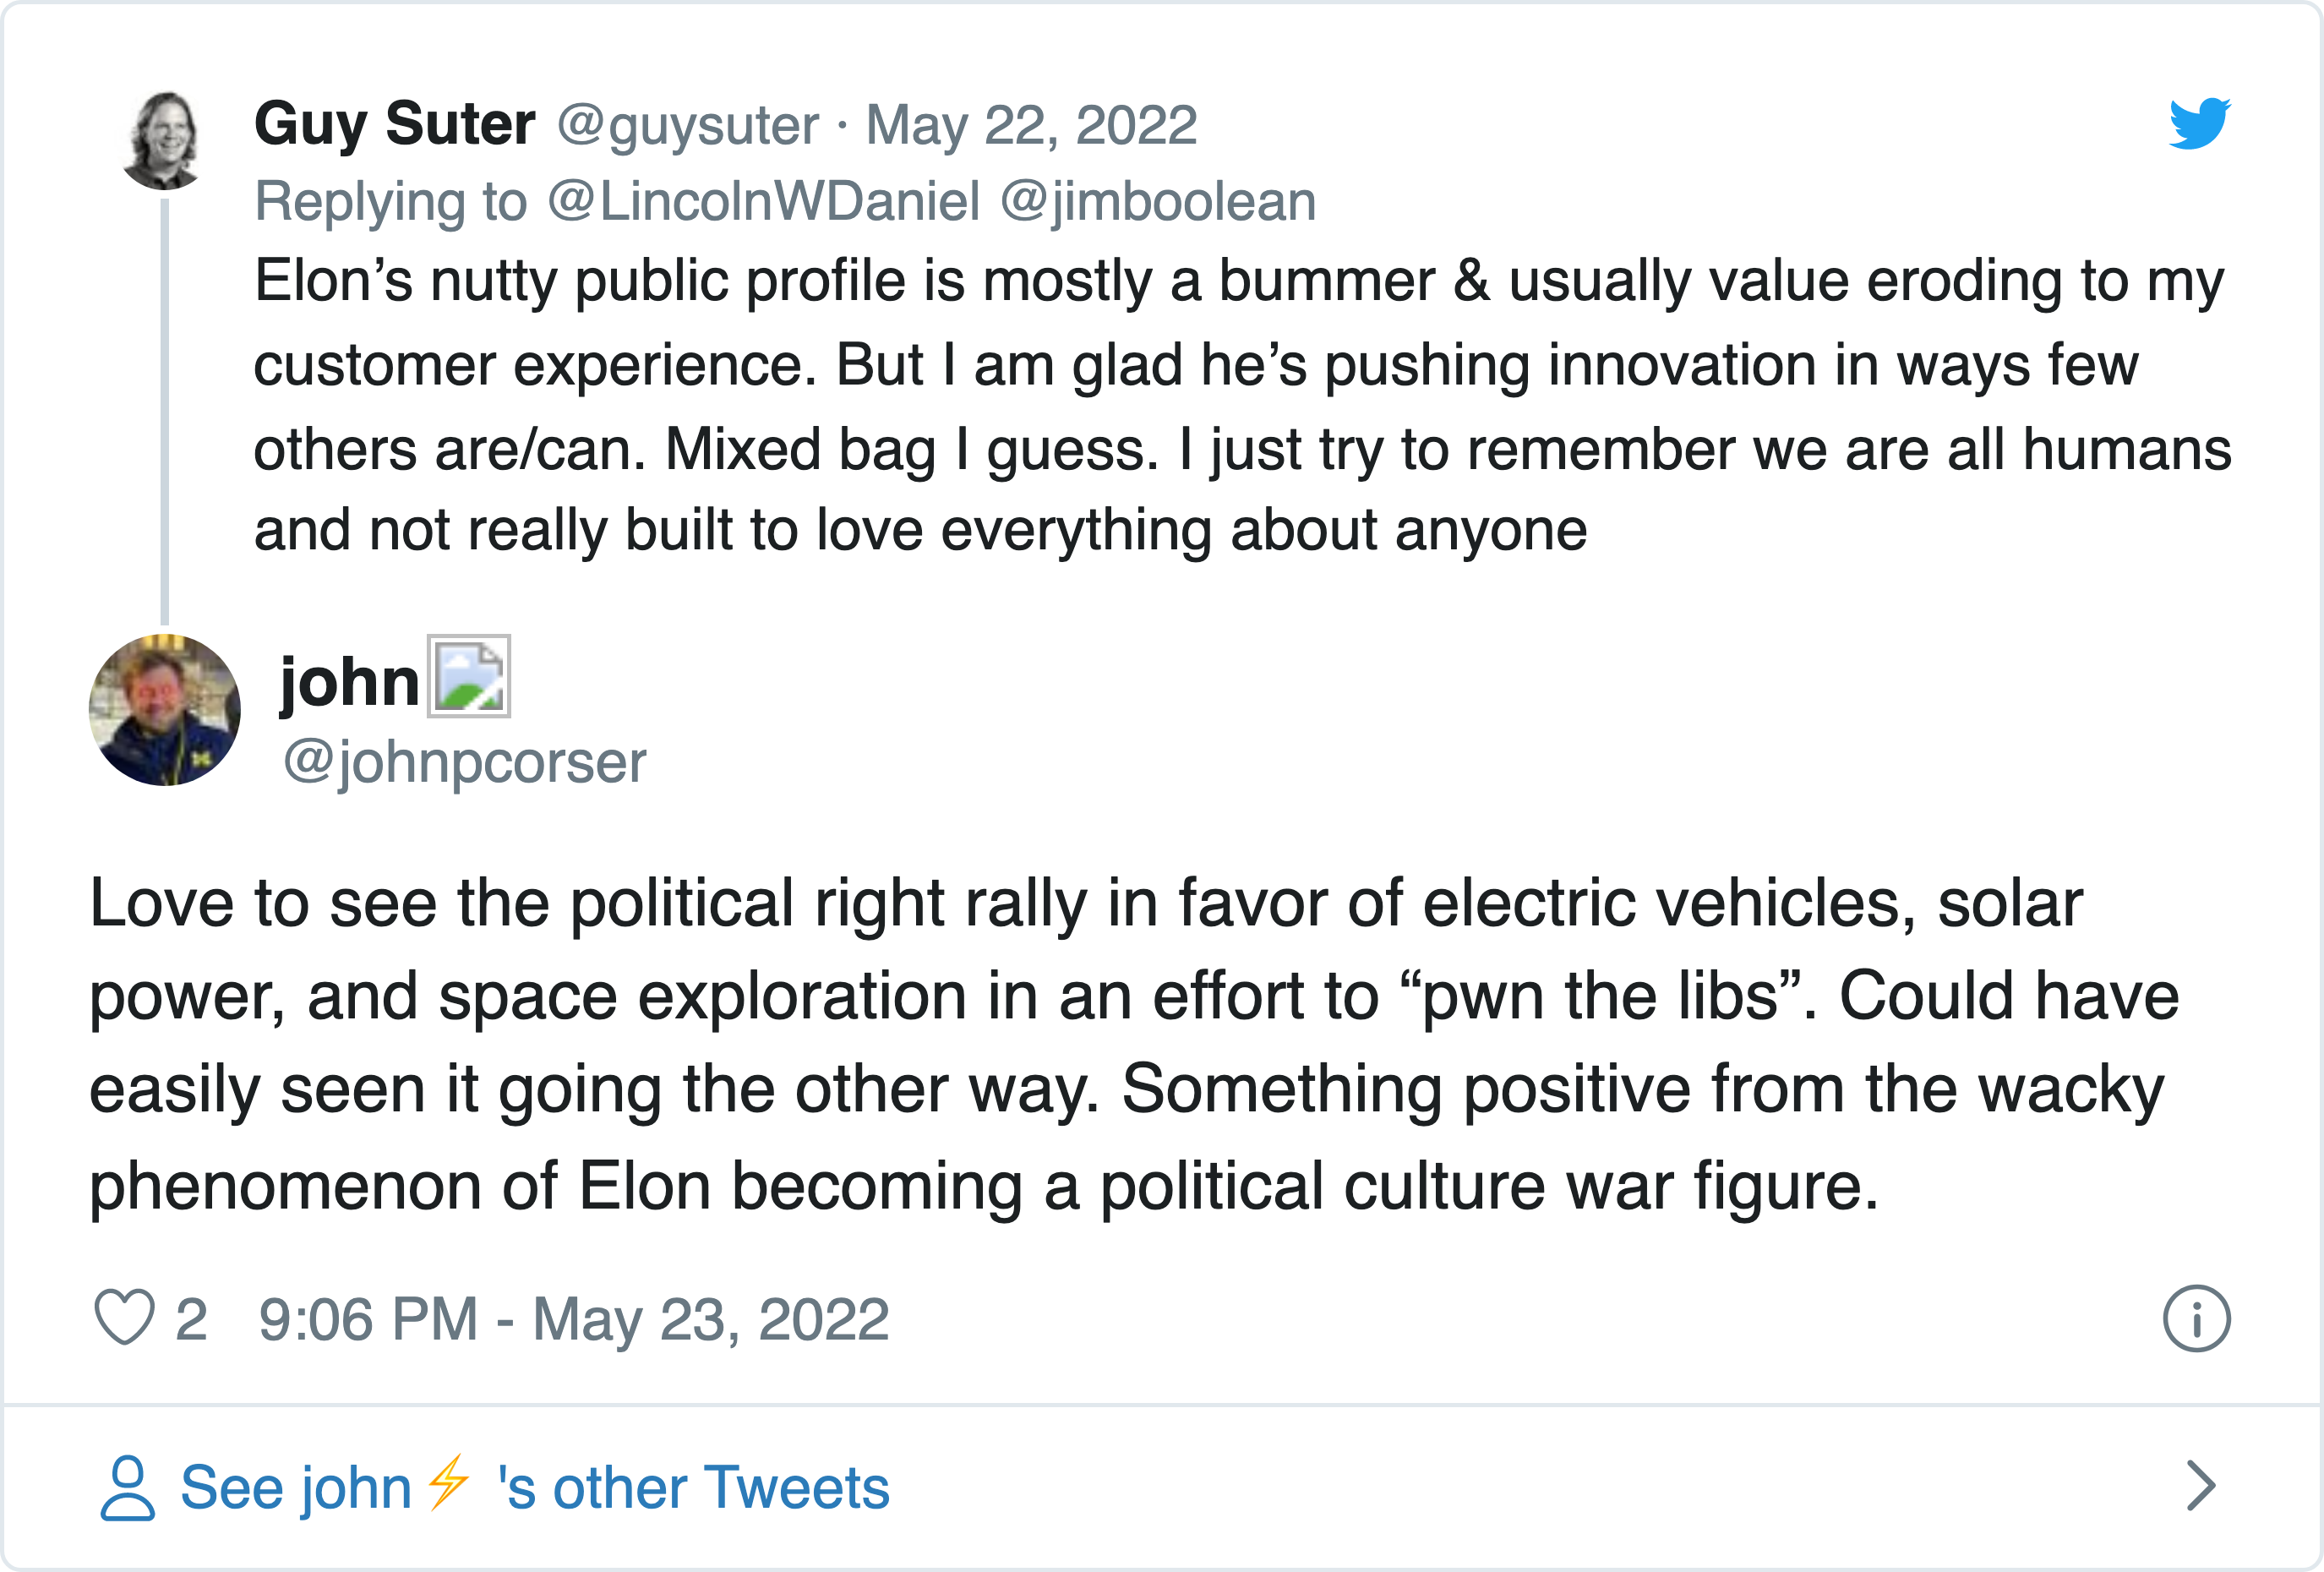 Guy Suter @guysuter · May 22, 2022
Replying to @LincolnWDaniel @jimboolean
Elon’s nutty public profile is mostly a bummer & usually value eroding to my
customer experience. But I am glad he’s pushing innovation in ways few
others are/can. Mixed bag I guess. I just try to remember we are all humans
and not really built to love everything about anyone
john
@johnpcorser
Love to see the political right rally in favor of electric vehicles, solar
power, and space exploration in an effort to “pwn the libs”. Could have
easily seen it going the other way. Something positive from the wacky
phenomenon of Elon becoming a political culture war figure.
2 9:06 PM - May 23, 2022
See john⚡ 's other Tweets